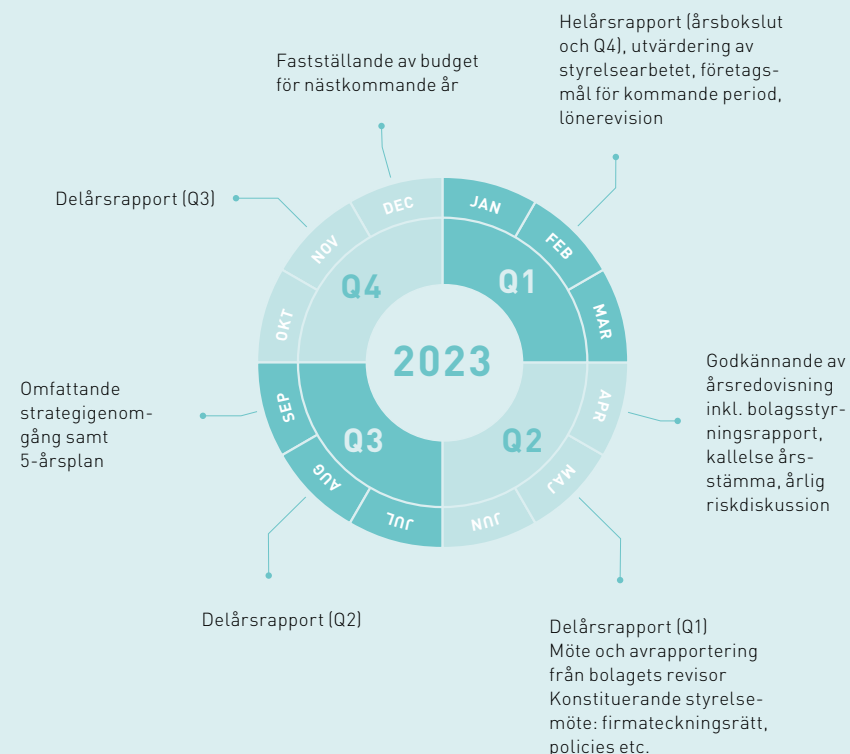 Helårsrapport (årsbokslut
och Q4), utvärdering av
styrelsearbetet, företags-
mål för kommande period,
lönerevision
Fastställande av budget
för nästkommande år
Delårsrapport (Q3)
DEC
JAN
NOV
FEB
Q4
Q1
OKT
MAR
2023
Godkännande av
årsredovisning
inkl. bolagsstyr-
ningsrapport,
kallelse års-
stämma, årlig
riskdiskussion
Omfattande
strategigenom-
gång samt
5-årsplan
SEP
APR
Q3
Q2
AUG
MAJ
JUL
JUN
Delårsrapport (Q2)
Delårsrapport (Q1)
Möte och avrapportering
från bolagets revisor
Konstituerande styrelse-
möte: firmateckningsrätt,
policies etc.